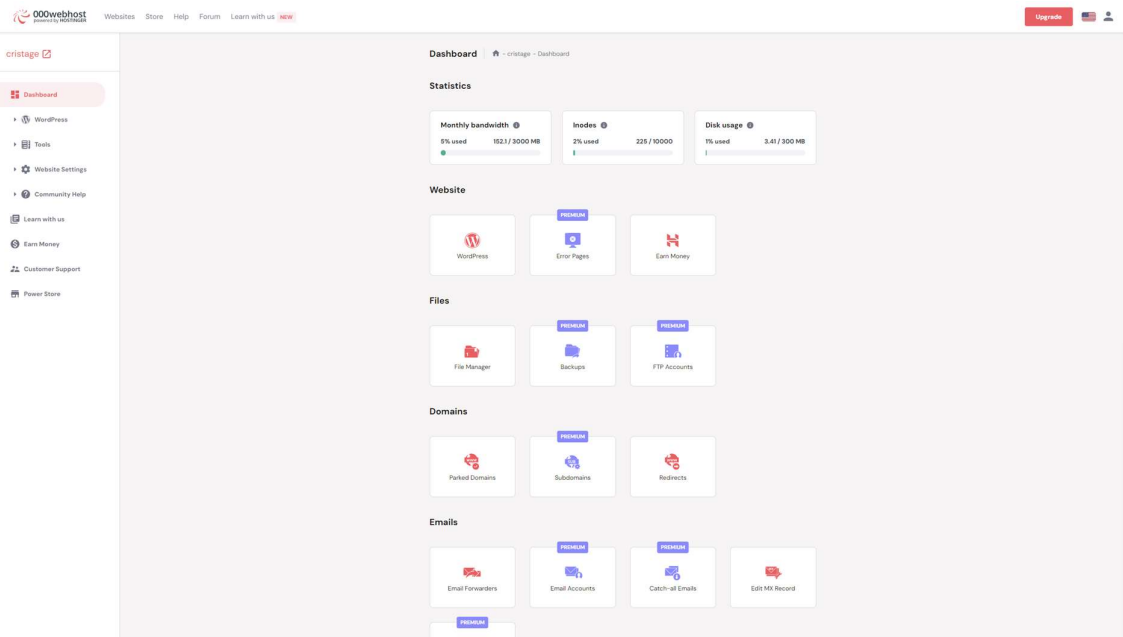 000webhost
powered by HOSTINGER
Websites Store Help Forum Learn with us NEW
Upgrade
cristage
Dashboard
WordPress
Tools
Website Settings
Community Help
Learn with us
Earn Money
Customer Support
Power Store
Dashboard - cristage - Dashboard
Statistics
Monthly bandwidth
5% used 152.1 / 3000 MB
Inodes
2% used 225 / 10000
Disk usage
1% used 3.41 / 300 MB
Website
WordPress
PREMIUM
Error Pages
Earn Money
Files
File Manager
PREMIUM
Backups
PREMIUM
FTP Accounts
Domains
Parked Domains
PREMIUM
Subdomains
Redirects
Emails
Email Forwarders
PREMIUM
Email Accounts
PREMIUM
Catch-all Emails
Edit MX Record
PREMIUM